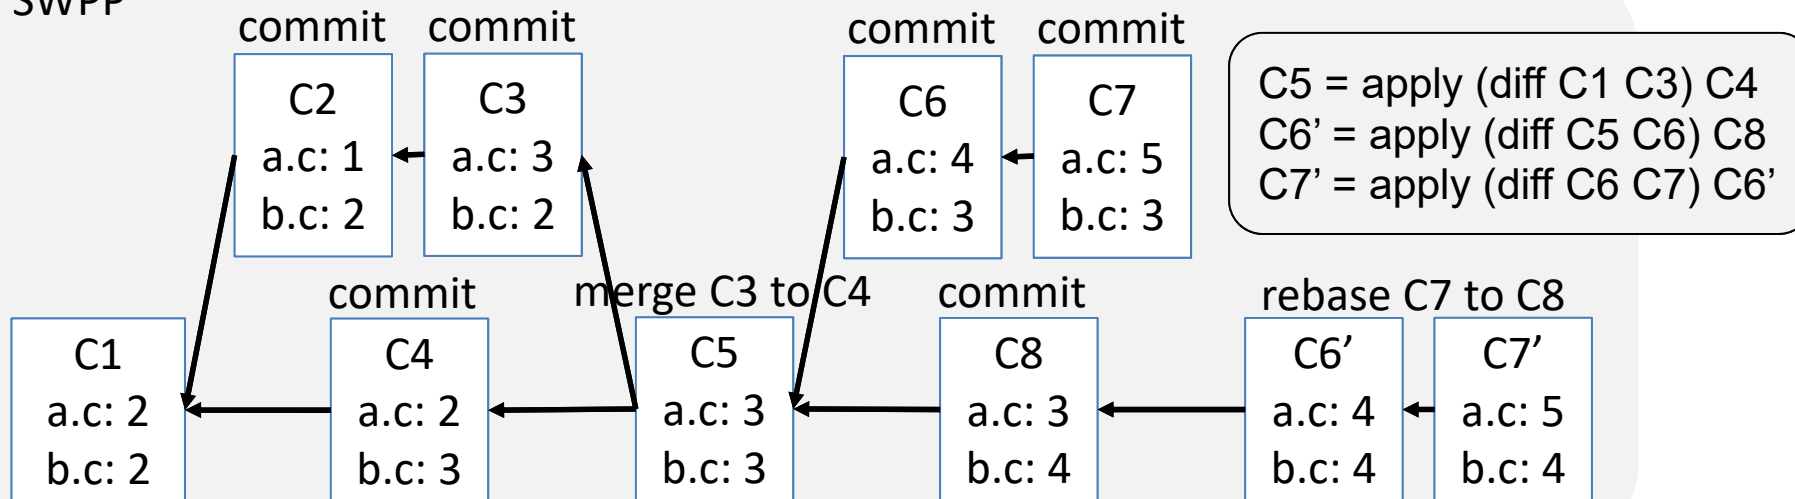 SWPP
commit
commit
commit
commit
C2
a.c: 1
b.c: 2
C3
a.c: 3
b.c: 2
C6
a.c: 4
b.c: 3
C7
a.c: 5
b.c: 3
C5 = apply (diff C1 C3) C4
C6’ = apply (diff C5 C6) C8
C7’ = apply (diff C6 C7) C6’
commit
merge C3 to C4
commit
rebase C7 to C8
C1
a.c: 2
b.c: 2
C4
a.c: 2
b.c: 3
C5
a.c: 3
b.c: 3
C8
a.c: 3
b.c: 4
C6’
a.c: 4
b.c: 4
C7’
a.c: 5
b.c: 4